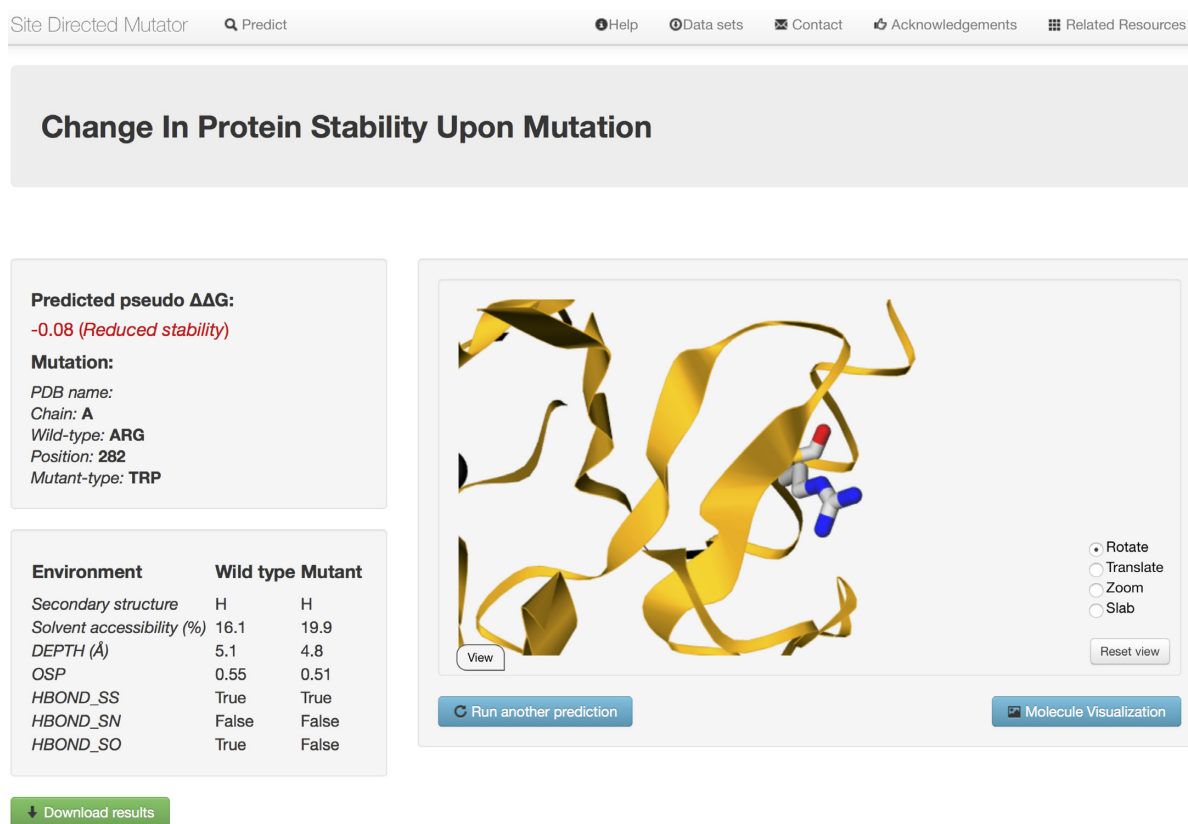 Site Directed Mutator Predict Help Data sets Contact Acknowledgements Related Resources
Change In Protein Stability Upon Mutation
Predicted pseudo ΔΔG:
-0.08 (Reduced stability)
Mutation:
PDB name:
Chain: A
Wild-type: ARG
Position: 282
Mutant-type: TRP
Environment Wild type Mutant
Secondary structure H H
Solvent accessibility (%) 16.1 19.9
DEPTH (Å) 5.1 4.8
OSP 0.55 0.51
HBOND_SS True True
HBOND_SN False False
HBOND_SO True False
Download results
Rotate
Translate
Zoom
Slab
View
Reset view
Run another prediction
Molecule Visualization